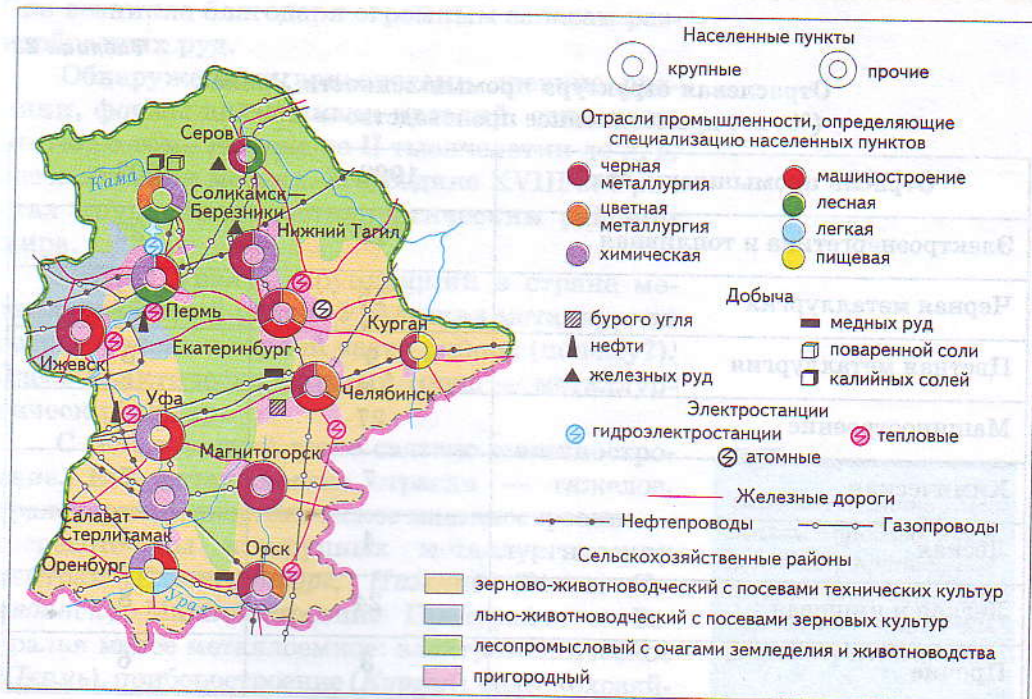 Населенные пункты
крупные
прочие
Отрасли промышленности, определяющие
специализацию населенных пунктов
черная
металлургия
машиностроение
цветная
металлургия
лесная
легкая
химическая
пищевая
Добыча
бурого угля
медных руд
нефти
поваренной соли
железных руд
калийных солей
Электростанции
гидроэлектростанции
тепловые
атомные
Железные дороги
Нефтепроводы
Газопроводы
Сельскохозяйственные районы
зерново-животноводческий с посевами технических культур
льно-животноводческий с посевами зерновых культур
лесопромысловый с очагами земледелия и животноводства
пригородный
Серов
Кама
Соликамск—
Березники
Нижний Тагил
Пермь
Курган
Екатеринбург
Ижевск
Челябинск
Уфа
Магнитогорск
Салават—
Стерлитамак
Оренбург
Орск
Урал